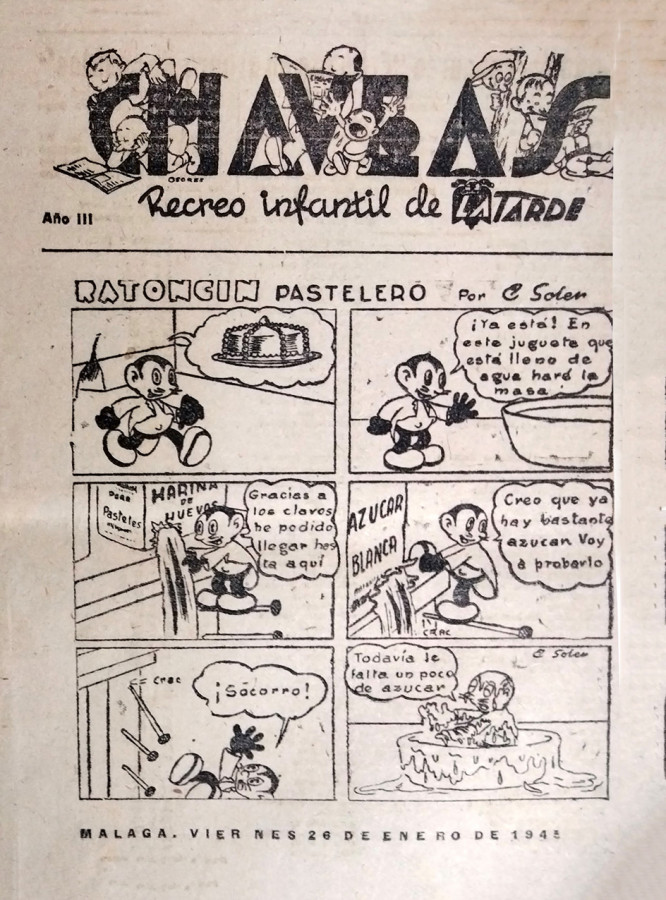 CHAVEAS
OSORES
Año III
Recreo infantil de LA TARDE
RATONCIN PASTELERO Por C Soler
¡Ya está! En
este juguete que
está lleno de
agua haré la
masa
PARA
Pasteles
HARINA
DE
HUEVOS
Gracias a
los clavos
he podido
llegar has
ta aquí
AZUCAR
BLANCA
Creo que ya
hay bastante
azucar. Voy
a probarlo
CRAC
crac
¡Socorro!
C Soler
Todavía le
falta un poco
de azucar
MALAGA. VIERNES 26 DE ENERO DE 1945